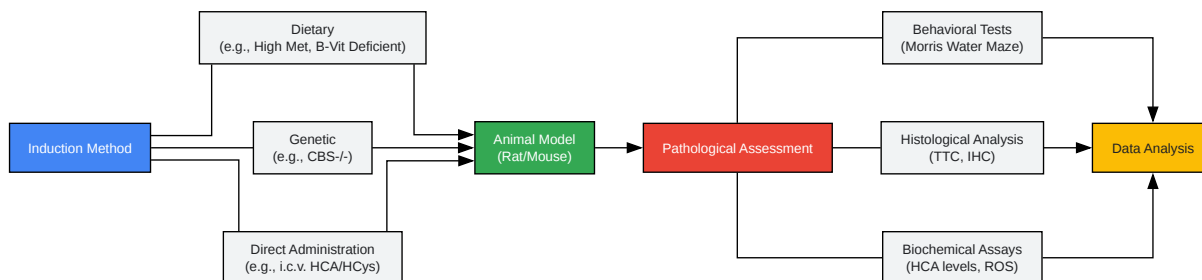 Dietary
(e.g., High Met, B-Vit Deficient)
Behavioral Tests
(Morris Water Maze)
Induction Method
Genetic
(e.g., CBS-/-)
Animal Model
(Rat/Mouse)
Pathological Assessment
Histological Analysis
(TTC, IHC)
Data Analysis
Direct Administration
(e.g., i.c.v. HCA/HCys)
Biochemical Assays
(HCA levels, ROS)